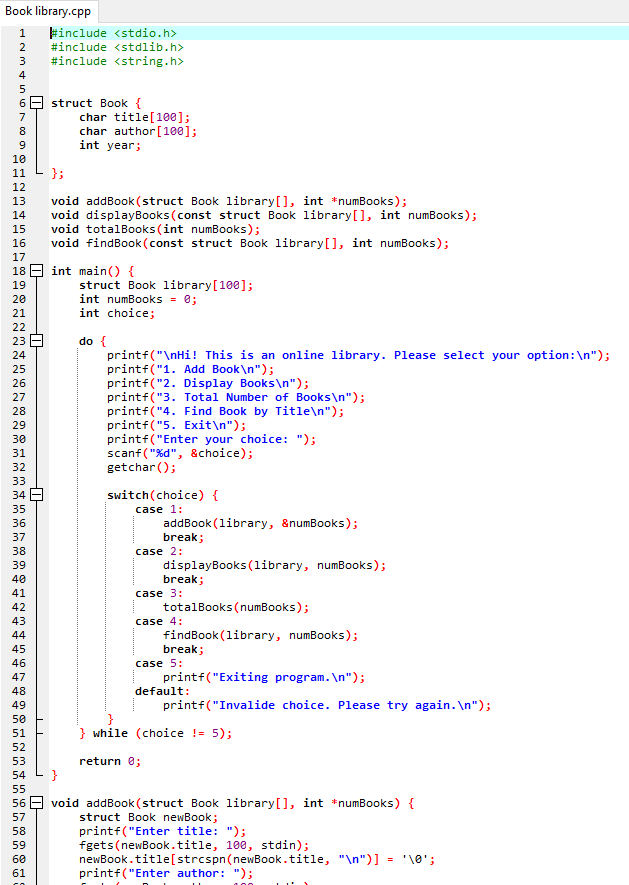 Book library.cpp
1 #include <stdio.h>
2 #include <stdlib.h>
3 #include <string.h>
4
5
6 struct Book {
7     char title[100];
8     char author[100];
9     int year;
10
11 };
12
13 void addBook(struct Book library[], int *numBooks);
14 void displayBooks(const struct Book library[], int numBooks);
15 void totalBooks(int numBooks);
16 void findBook(const struct Book library[], int numBooks);
17
18 int main() {
19     struct Book library[100];
20     int numBooks = 0;
21     int choice;
22
23     do {
24         printf("\nHi! This is an online library. Please select your option:\n");
25         printf("1. Add Book\n");
26         printf("2. Display Books\n");
27         printf("3. Total Number of Books\n");
28         printf("4. Find Book by Title\n");
29         printf("5. Exit\n");
30         printf("Enter your choice: ");
31         scanf("%d", &choice);
32         getchar();
33
34         switch(choice) {
35             case 1:
36                 addBook(library, &numBooks);
37                 break;
38             case 2:
39                 displayBooks(library, numBooks);
40                 break;
41             case 3:
42                 totalBooks(numBooks);
43             case 4:
44                 findBook(library, numBooks);
45                 break;
46             case 5:
47                 printf("Exiting program.\n");
48             default:
49                 printf("Invalide choice. Please try again.\n");
50         }
51     } while (choice != 5);
52
53     return 0;
54 }
55
56 void addBook(struct Book library[], int *numBooks) {
57     struct Book newBook;
58     printf("Enter title: ");
59     fgets(newBook.title, 100, stdin);
60     newBook.title[strcspn(newBook.title, "\n")] = '\0';
61     printf("Enter author: ");